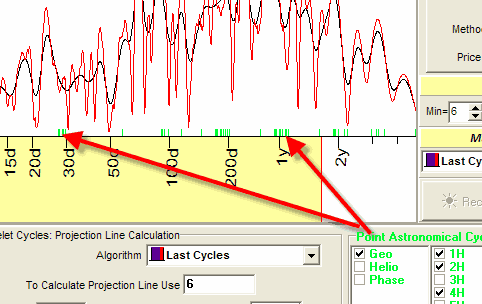 Metho
Price
Min= 6
M
Last Cycles
Rec
15d 20d 30d 50d 100d 200d 1y 2y
elet Cycles: Projection Line Calculation
Algorithm Last Cycles
To Calculate Projection Line Use 6
Point Astronomical Cyc
Geo 1H
Helio 2H
Phase 3H
4H